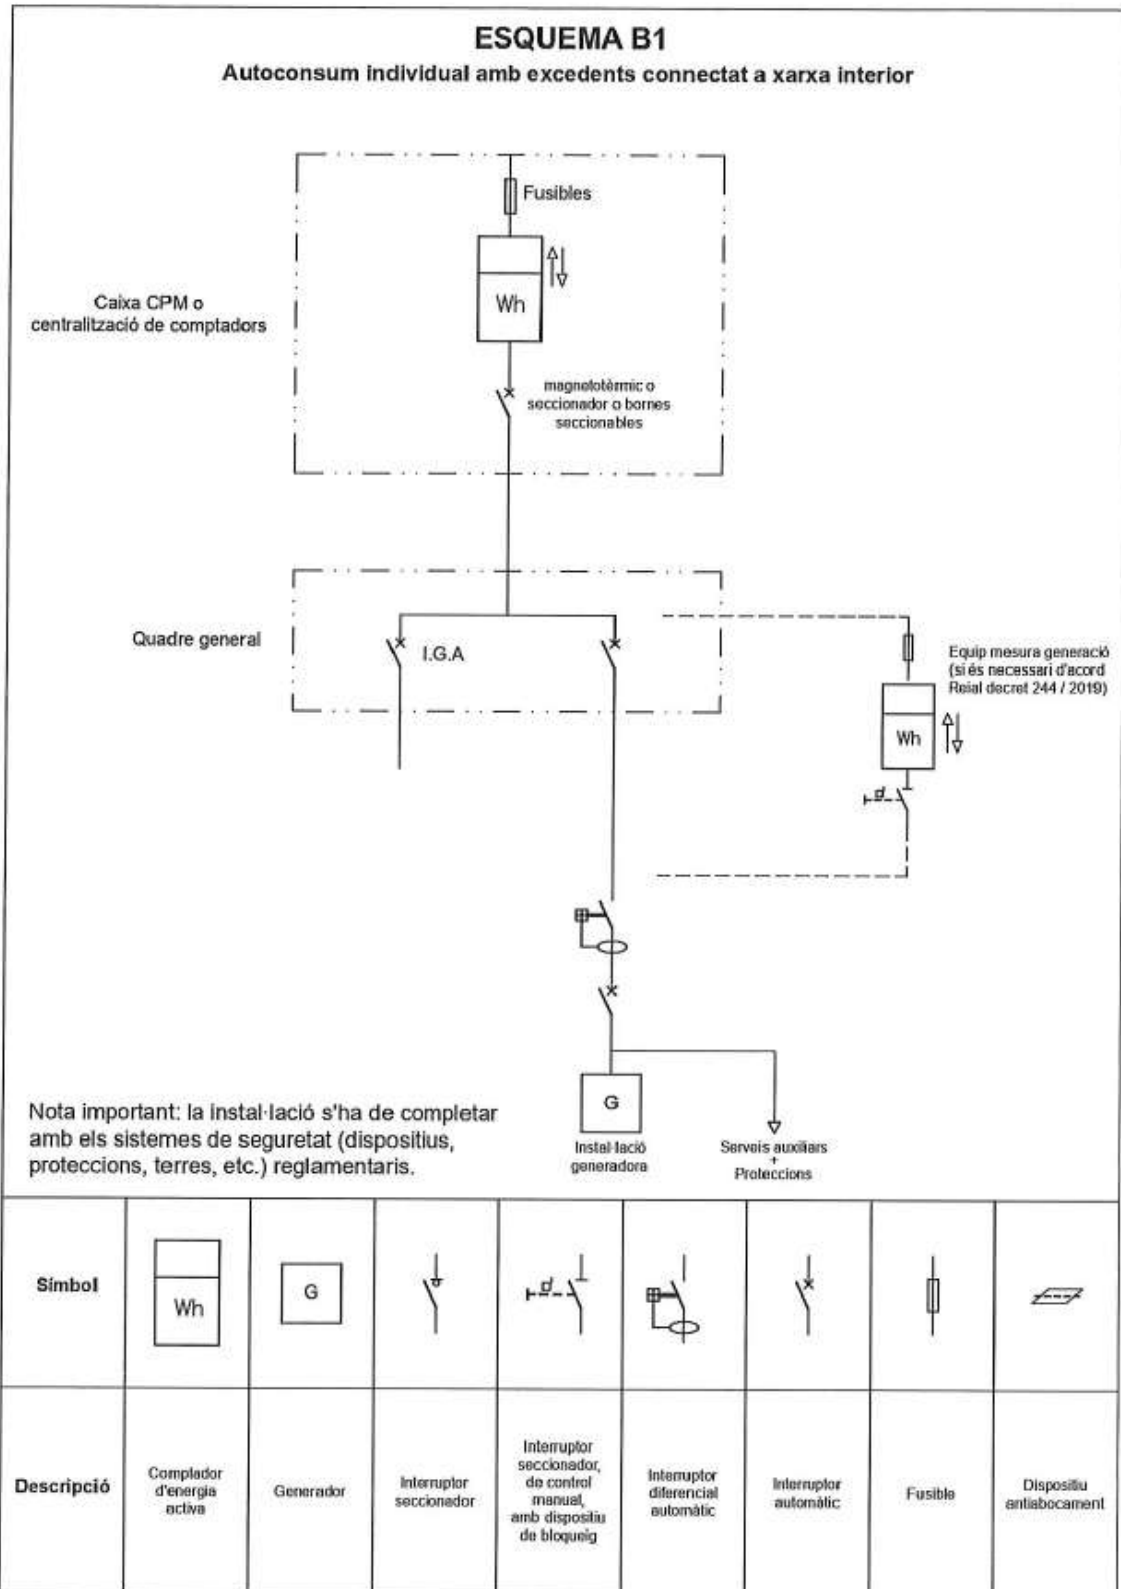 ESQUEMA B1
Autoconsum individual amb excedents connectat a xarxa interior
Fusibles
Wh
Caixa CPM o
centralització de comptadors
magnetotèrmic o
seccionador o bornes
seccionables
Quadre general
I.G.A
Equip mesura generació
(si és necessari d'acord
Reial decret 244 / 2019)
Wh
G
Instal·lació
generadora
Serveis auxiliars
+
Proteccions
Nota important: la instal·lació s'ha de completar
amb els sistemes de seguretat (dispositius,
proteccions, terres, etc.) reglamentaris.
Símbol
Wh
G
Descripció
Comptador
d'energia
activa
Generador
Interruptor
seccionador
Interruptor
seccionador,
de control
manual,
amb dispositiu
de bloqueig
Interruptor
diferencial
automàtic
Interruptor
automàtic
Fusible
Dispositiu
antiabocament